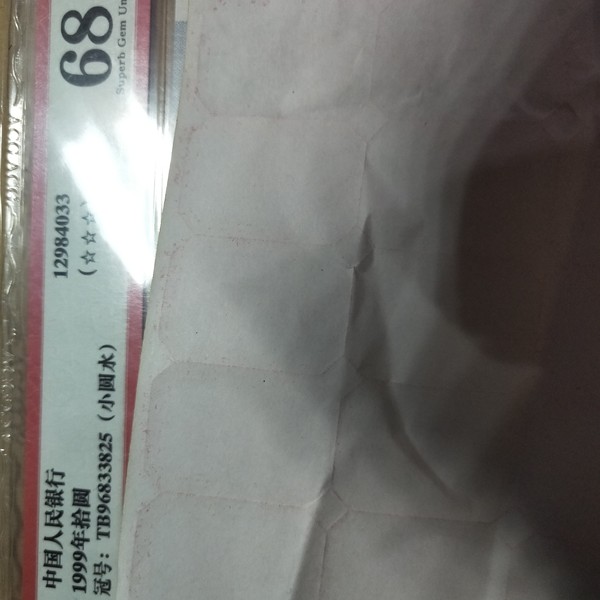 中国人民银行
1999年拾圆
冠号：TB96833825（小圆水）
12984033
（☆☆☆
68
Superb Gem Un